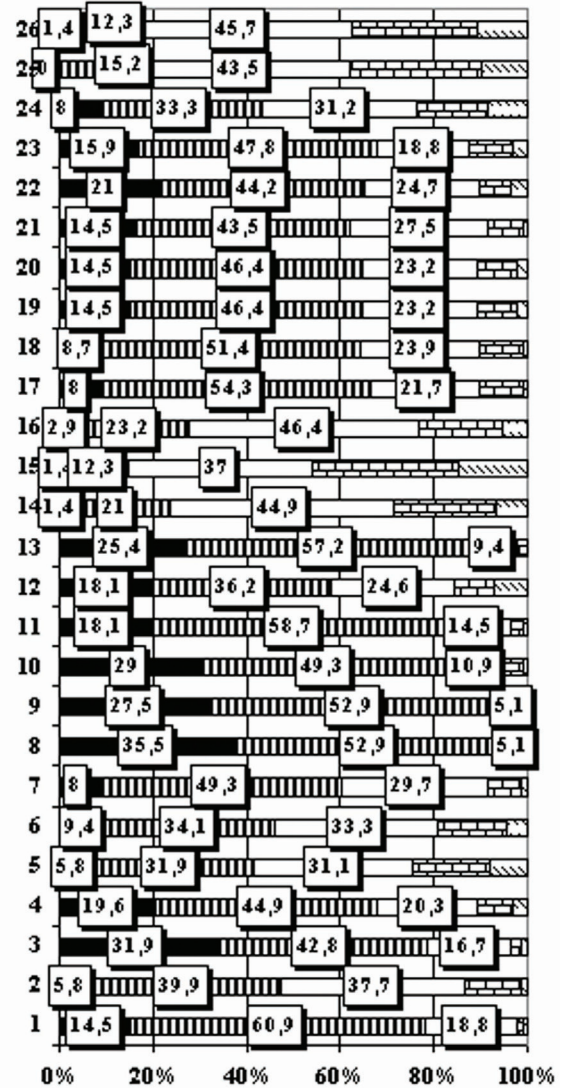 26 1,4 12,3 45,7
25 0 15,2 43,5
24 8 33,3 31,2
23 15,9 47,8 18,8
22 21 44,2 24,7
21 14,5 43,5 27,5
20 14,5 46,4 23,2
19 14,5 46,4 23,2
18 8,7 51,4 23,9
17 8 54,3 21,7
16 2,9 23,2 46,4
15 12,3 37
14 1,4 21 44,9
13 25,4 57,2 9,4
12 18,1 36,2 24,6
11 18,1 58,7 14,5
10 29 49,3 10,9
9 27,5 52,9 5,1
8 35,5 52,9 5,1
7 8 49,3 29,7
6 9,4 34,1 33,3
5 5,8 31,9 31,1
4 19,6 44,9 20,3
3 31,9 42,8 16,7
2 5,8 39,9 37,7
1 14,5 60,9 18,8
0% 20% 40% 60% 80% 100%